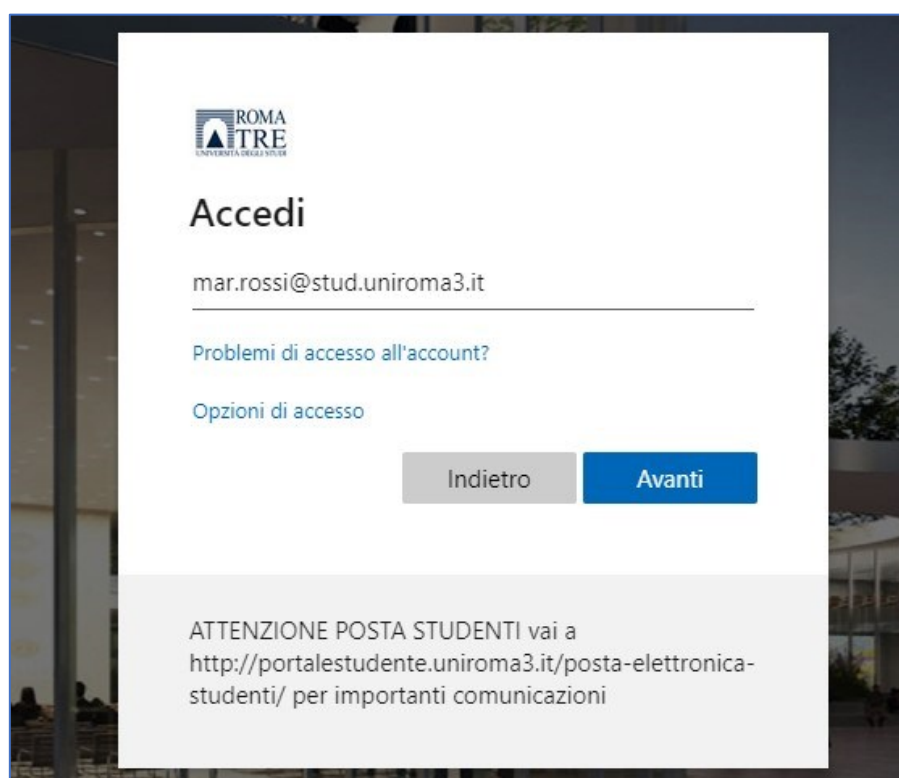 ROMA
TRE
UNIVERSITÀ DEGLI STUDI
Accedi
mar.rossi@stud.uniroma3.it
Problemi di accesso all'account?
Opzioni di accesso
Indietro
Avanti
ATTENZIONE POSTA STUDENTI vai a
http://portalestudente.uniroma3.it/posta-elettronica-
studenti/ per importanti comunicazioni